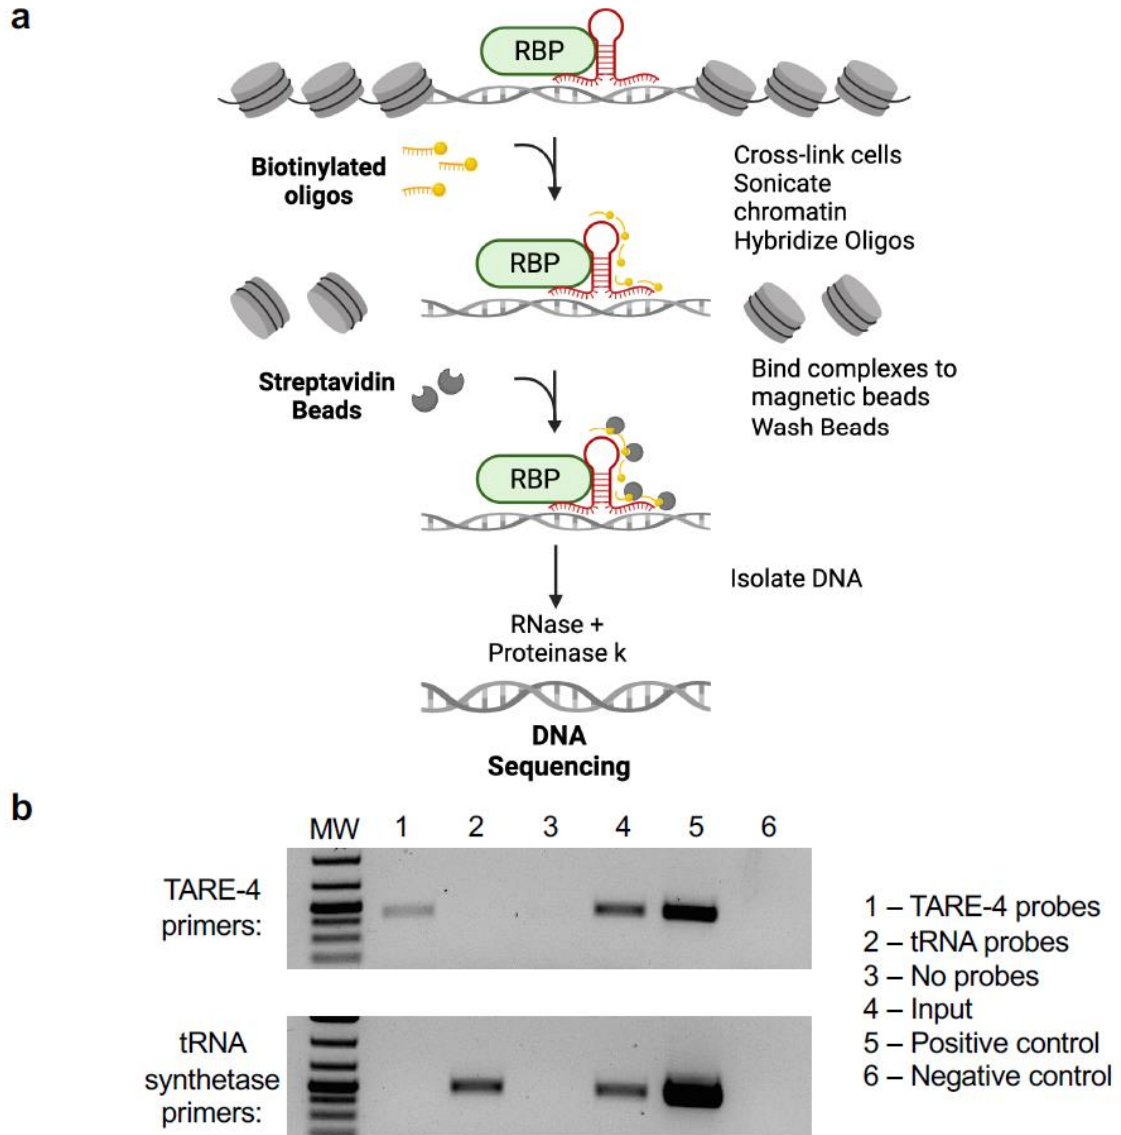 a
RBP
Biotinylated
oligos
Cross-link cells
Sonicate
chromatin
Hybridize Oligos
RBP
Streptavidin
Beads
Bind complexes to
magnetic beads
Wash Beads
RBP
Isolate DNA
RNase +
Proteinase k
DNA
Sequencing
b
MW 1 2 3 4 5 6
TARE-4
primers:
tRNA
synthetase
primers:
1 – TARE-4 probes
2 – tRNA probes
3 – No probes
4 – Input
5 – Positive control
6 – Negative control